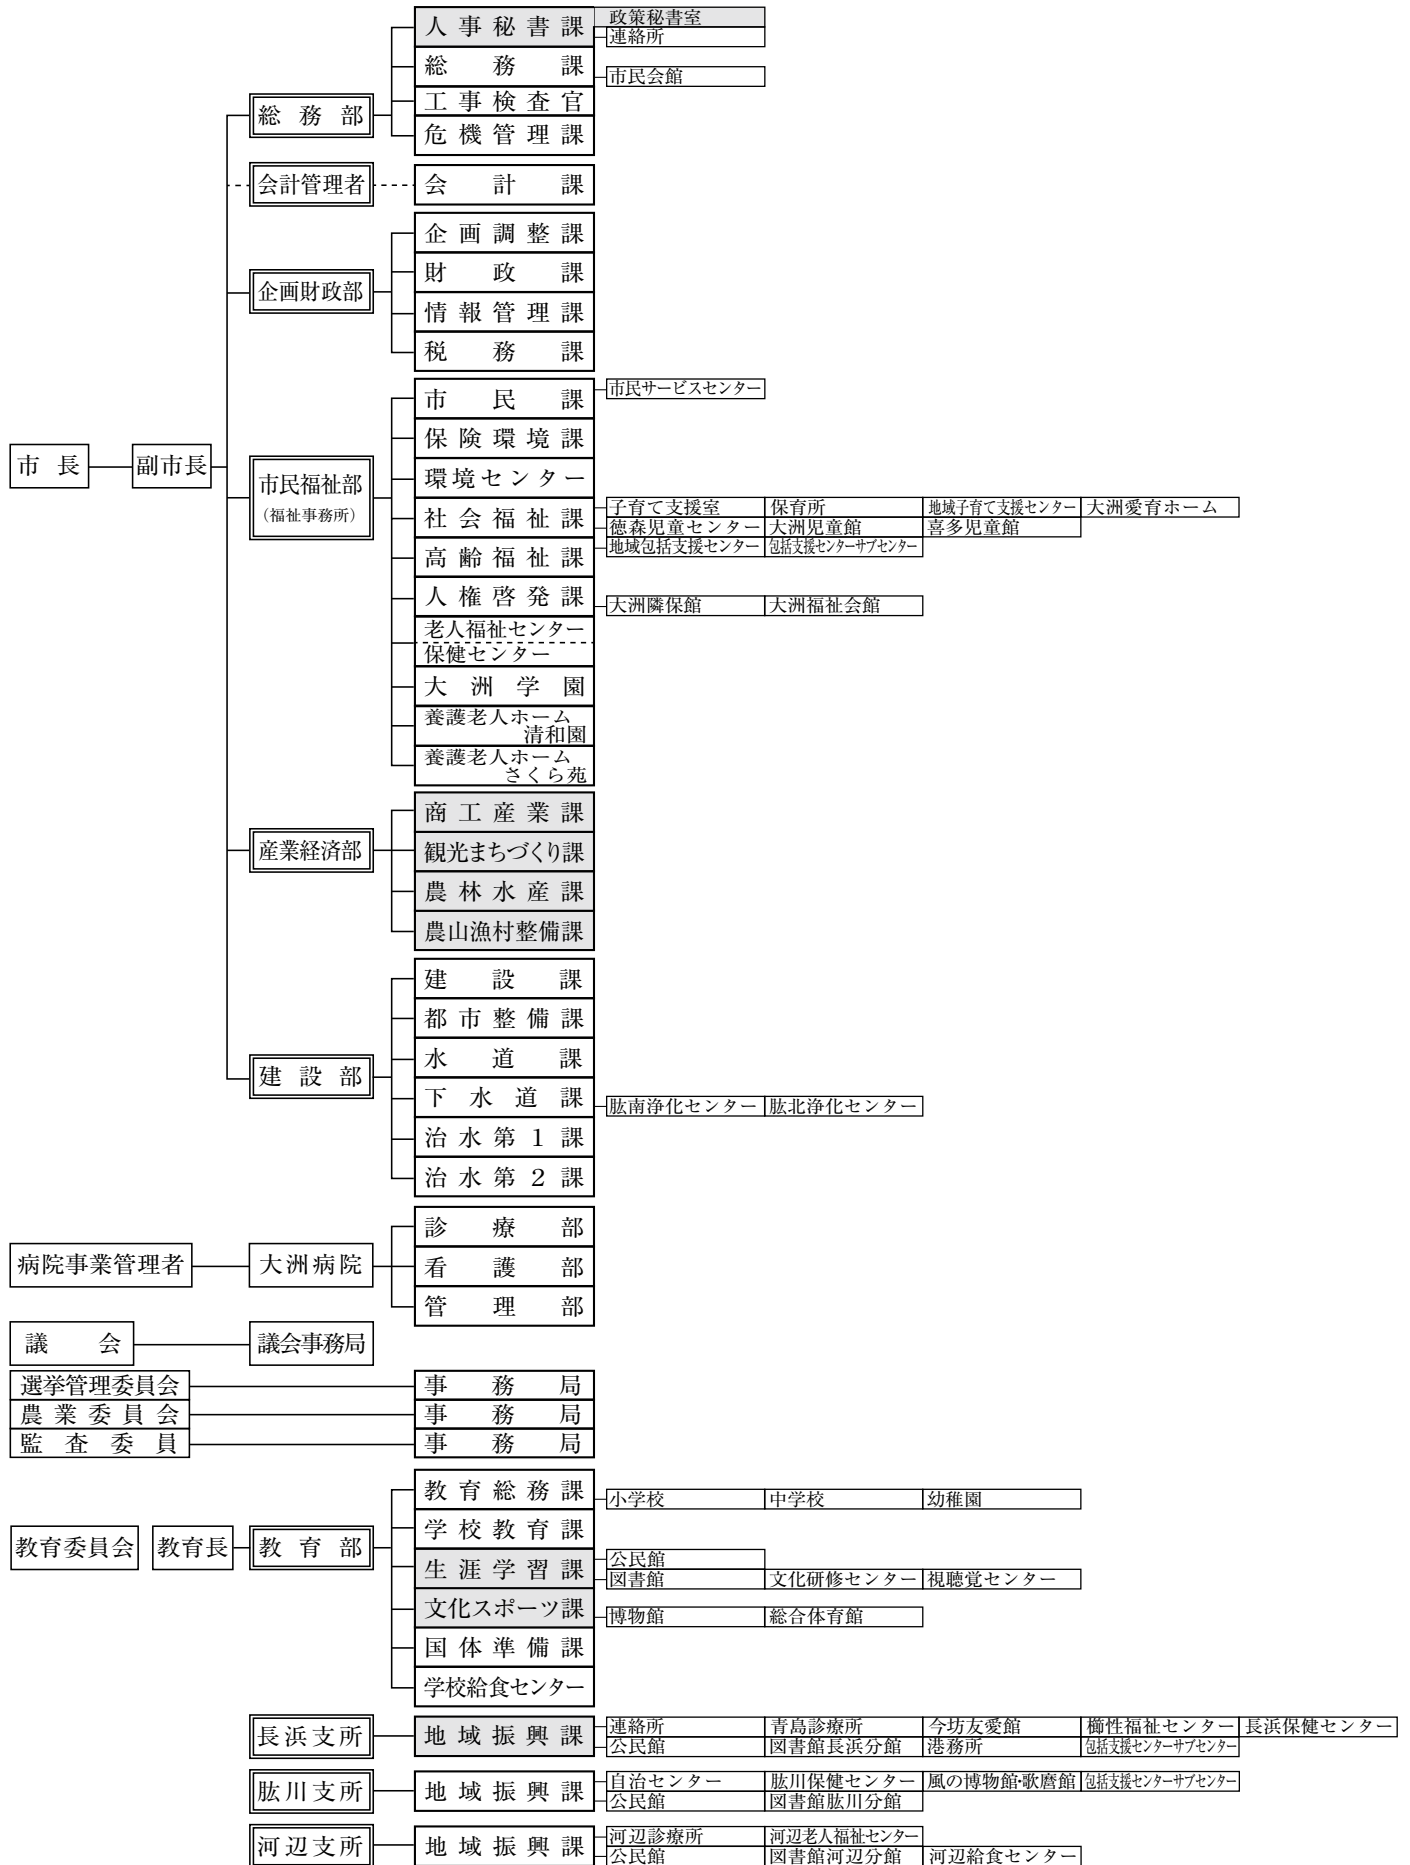 市長
副市長
総務部
人事秘書課
政策秘書室
連絡所
総務課
市民会館
工事検査官
危機管理課
会計管理者
会計課
企画財政部
企画調整課
財政課
情報管理課
税務課
市民福祉部
（福祉事務所）
市民課
市民サービスセンター
保険環境課
環境センター
社会福祉課
子育て支援室 保育所 地域子育て支援センター 大洲愛育ホーム
徳森児童センター 大洲児童館 喜多児童館
高齢福祉課
地域包括支援センター 包括支援センターサブセンター
人権啓発課
大洲隣保館 大洲福祉会館
老人福祉センター
保健センター
大洲学園
養護老人ホーム
清和園
養護老人ホーム
さくら苑
産業経済部
商工産業課
観光まちづくり課
農林水産課
農山漁村整備課
建設部
建設課
都市整備課
水道課
下水道課
肱南浄化センター 肱北浄化センター
治水第1課
治水第2課
病院事業管理者
大洲病院
診療部
看護部
管理部
議会
議会事務局
選挙管理委員会
事務局
農業委員会
事務局
監査委員
事務局
教育委員会
教育長
教育部
教育総務課
小学校 中学校 幼稚園
学校教育課
生涯学習課
公民館
図書館 文化研修センター 視聴覚センター
文化スポーツ課
博物館 総合体育館
国体準備課
学校給食センター
長浜支所
地域振興課
連絡所 青島診療所 今坊友愛館 櫛性福祉センター 長浜保健センター
公民館 図書館長浜分館 港務所 包括支援センターサブセンター
肱川支所
地域振興課
自治センター 肱川保健センター 風の博物館・歌麿館 包括支援センターサブセンター
公民館 図書館肱川分館
河辺支所
地域振興課
河辺診療所 河辺老人福祉センター
公民館 図書館河辺分館 河辺給食センター